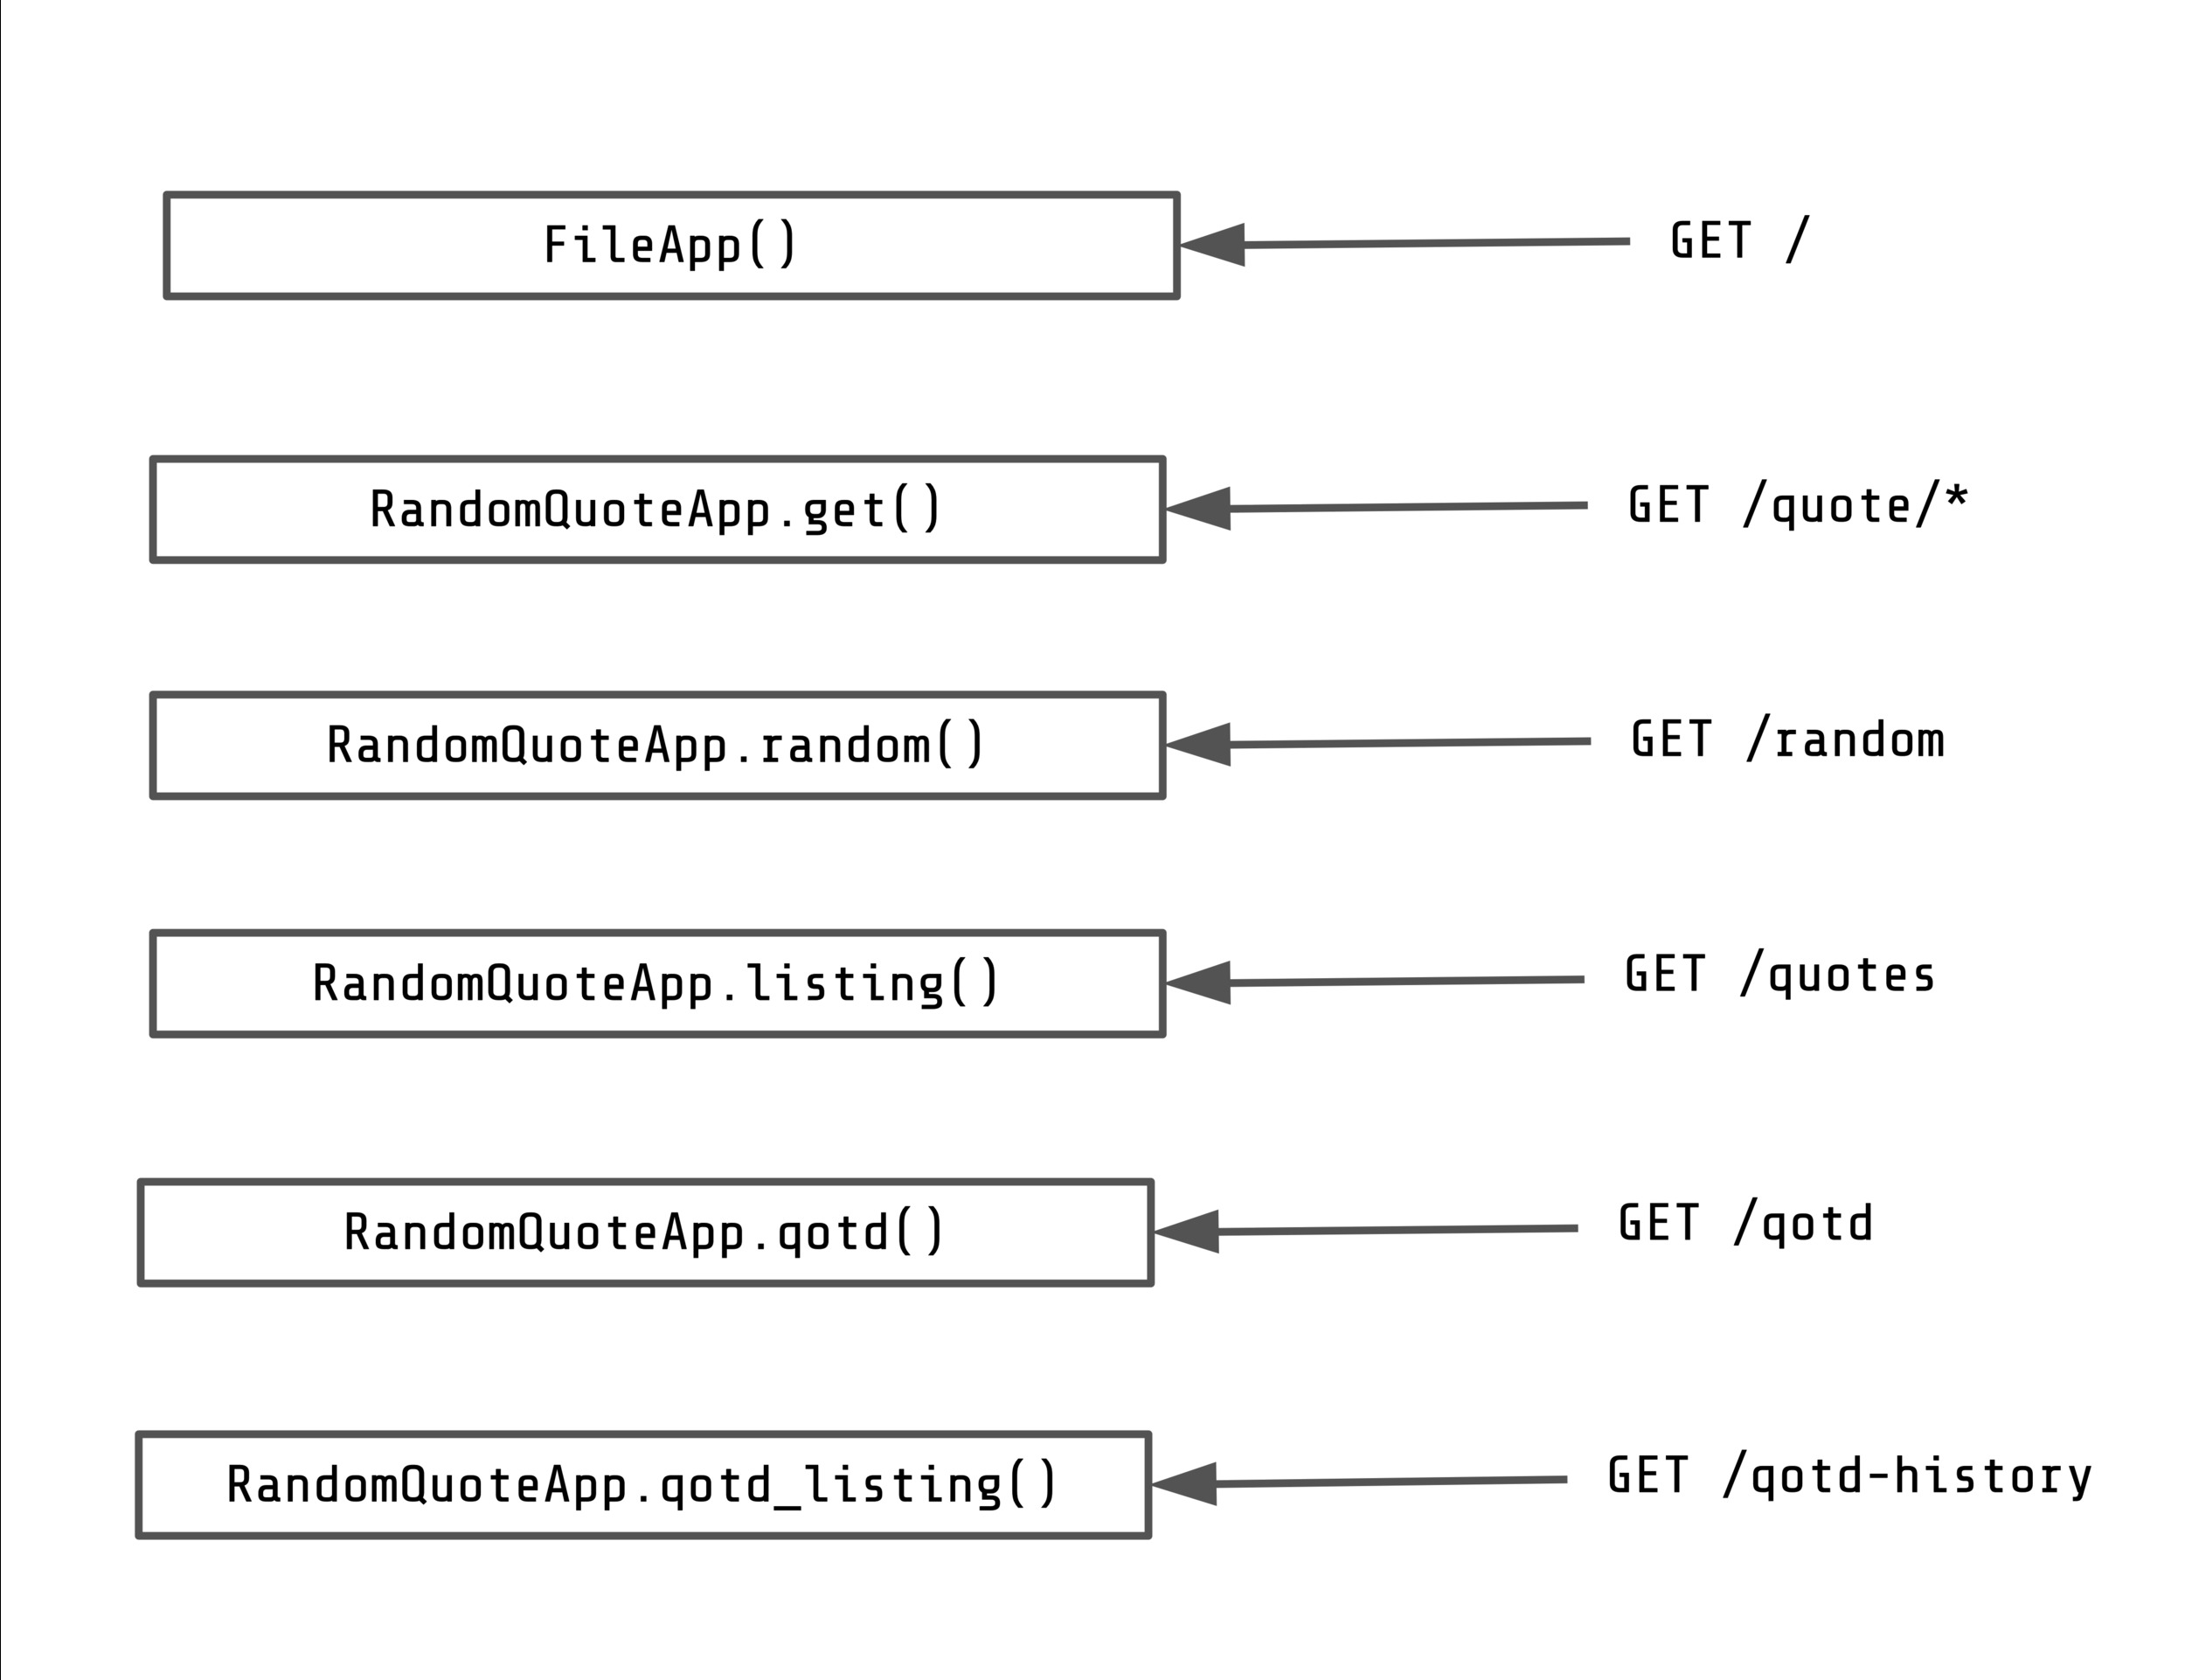 FileApp()
GET /
RandomQuoteApp.get()
GET /quote/*
RandomQuoteApp.random()
GET /random
RandomQuoteApp.listing()
GET /quotes
RandomQuoteApp.qotd()
GET /qotd
RandomQuoteApp.qotd_listing()
GET /qotd-history